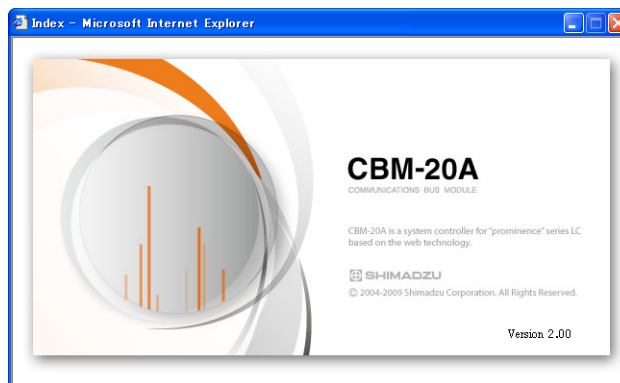 Index - Microsoft Internet Explorer
CBM-20A
COMMUNICATIONS BUS MODULE
CBM-20A is a system controller for "prominence" series LC
based on the web technology.
SHIMADZU
© 2004-2009 Shimadzu Corporation. All Rights Reserved.
Version 2.00